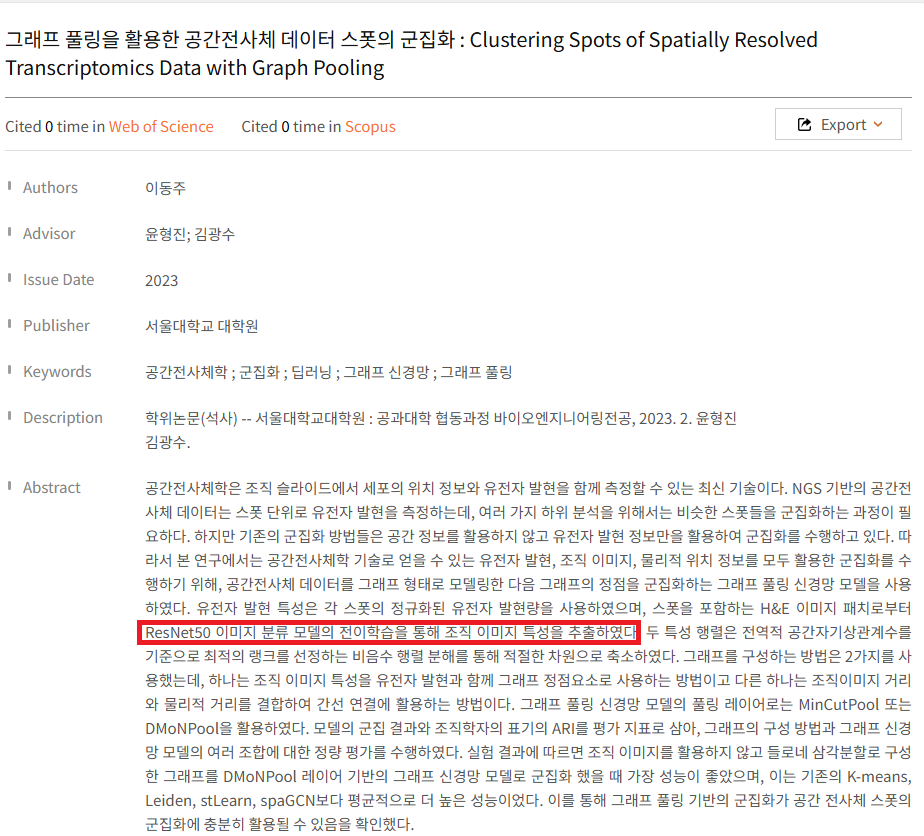 그래프 풀링을 활용한 공간전사체 데이터 스폿의 군집화 : Clustering Spots of Spatially Resolved
Transcriptomics Data with Graph Pooling
Cited 0 time in Web of Science Cited 0 time in Scopus
Export
Authors 이동주
Advisor 윤형진; 김광수
Issue Date 2023
Publisher 서울대학교 대학원
Keywords 공간전사체학 ; 군집화 ; 딥러닝 ; 그래프 신경망 ; 그래프 풀링
Description 학위논문(석사) -- 서울대학교대학원 : 공과대학 협동과정 바이오엔지니어링전공, 2023. 2. 윤형진
김광수.
Abstract 공간전사체학은 조직 슬라이드에서 세포의 위치 정보와 유전자 발현을 함께 측정할 수 있는 최신 기술이다. NGS 기반의 공간전
사체 데이터는 스폿 단위로 유전자 발현을 측정하는데, 여러 가지 하위 분석을 위해서는 비슷한 스폿들을 군집화하는 과정이 필
요하다. 하지만 기존의 군집화 방법들은 공간 정보를 활용하지 않고 유전자 발현 정보만을 활용하여 군집화를 수행하고 있다. 따
라서 본 연구에서는 공간전사체학 기술로 얻을 수 있는 유전자 발현, 조직 이미지, 물리적 위치 정보를 모두 활용한 군집화를 수
행하기 위해, 공간전사체 데이터를 그래프 형태로 모델링한 다음 그래프의 정점을 군집화하는 그래프 풀링 신경망 모델을 사용
하였다. 유전자 발현 특성은 각 스폿의 정규화된 유전자 발현량을 사용하였으며, 스폿을 포함하는 H&E 이미지 패치로부터
ResNet50 이미지 분류 모델의 전이학습을 통해 조직 이미지 특성을 추출하였다. 두 특성 행렬은 전역적 공간자기상관계수를
기준으로 최적의 랭크를 선정하는 비음수 행렬 분해를 통해 적절한 차원으로 축소하였다. 그래프를 구성하는 방법은 2가지를 사
용했는데, 하나는 조직 이미지 특성을 유전자 발현과 함께 그래프 정점요소로 사용하는 방법이고 다른 하나는 조직이미지 거리
와 물리적 거리를 결합하여 간선 연결에 활용하는 방법이다. 그래프 풀링 신경망 모델의 풀링 레이어로는 MinCutPool 또는
DMoNPool을 활용하였다. 모델의 군집 결과와 조직학자의 표기의 ARI를 평가 지표로 삼아, 그래프의 구성 방법과 그래프 신경
망 모델의 여러 조합에 대한 정량 평가를 수행하였다. 실험 결과에 따르면 조직 이미지를 활용하지 않고 들로네 삼각분할로 구성
한 그래프를 DMoNPool 레이어 기반의 그래프 신경망 모델로 군집화 했을 때 가장 성능이 좋았으며, 이는 기존의 K-means,
Leiden, stLearn, spaGCN보다 평균적으로 더 높은 성능이었다. 이를 통해 그래프 풀링 기반의 군집화가 공간 전사체 스폿의
군집화에 충분히 활용될 수 있음을 확인했다.